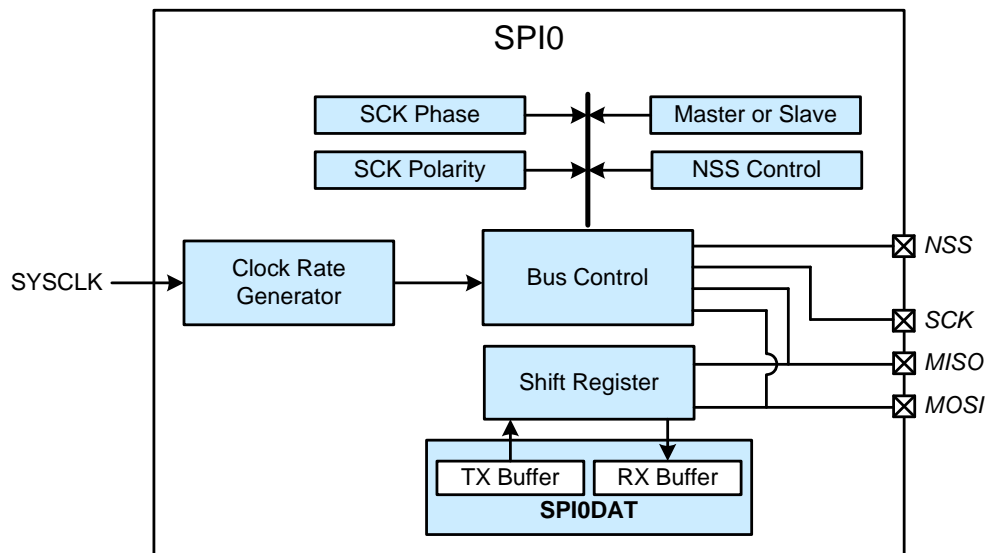 SPI0
SCK Phase
Master or Slave
SCK Polarity
NSS Control
SYSCLK
Clock Rate
Generator
Bus Control
NSS
SCK
Shift Register
MISO
MOSI
TX Buffer
RX Buffer
SPI0DAT